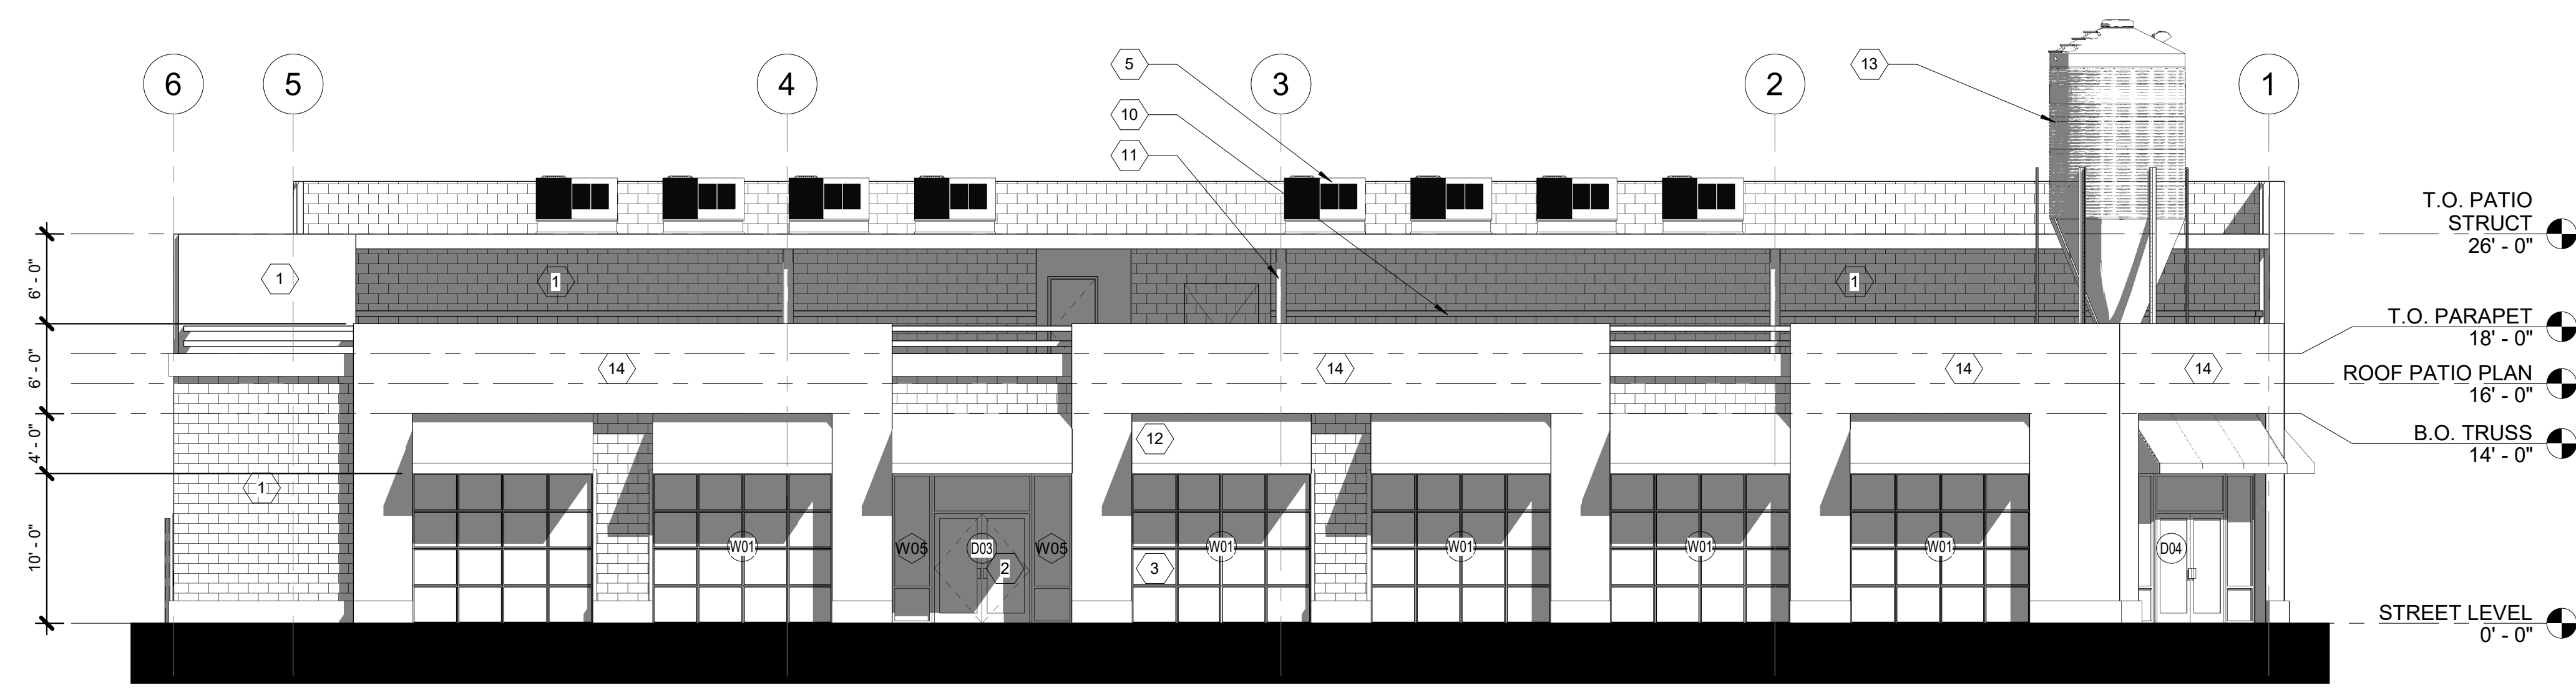 6
5
4
3
2
1
5
10
11
13
T.O. PATIO
STRUCT
26' - 0"
6' - 0"
1
1
1
T.O. PARAPET
18' - 0"
6' - 0"
14
14
14
14
ROOF PATIO PLAN
16' - 0"
4' - 0"
12
B.O. TRUSS
14' - 0"
1
10' - 0"
W01
W05
D03
W05
2
3
W01
W01
W01
W01
D04
STREET LEVEL
0' - 0"